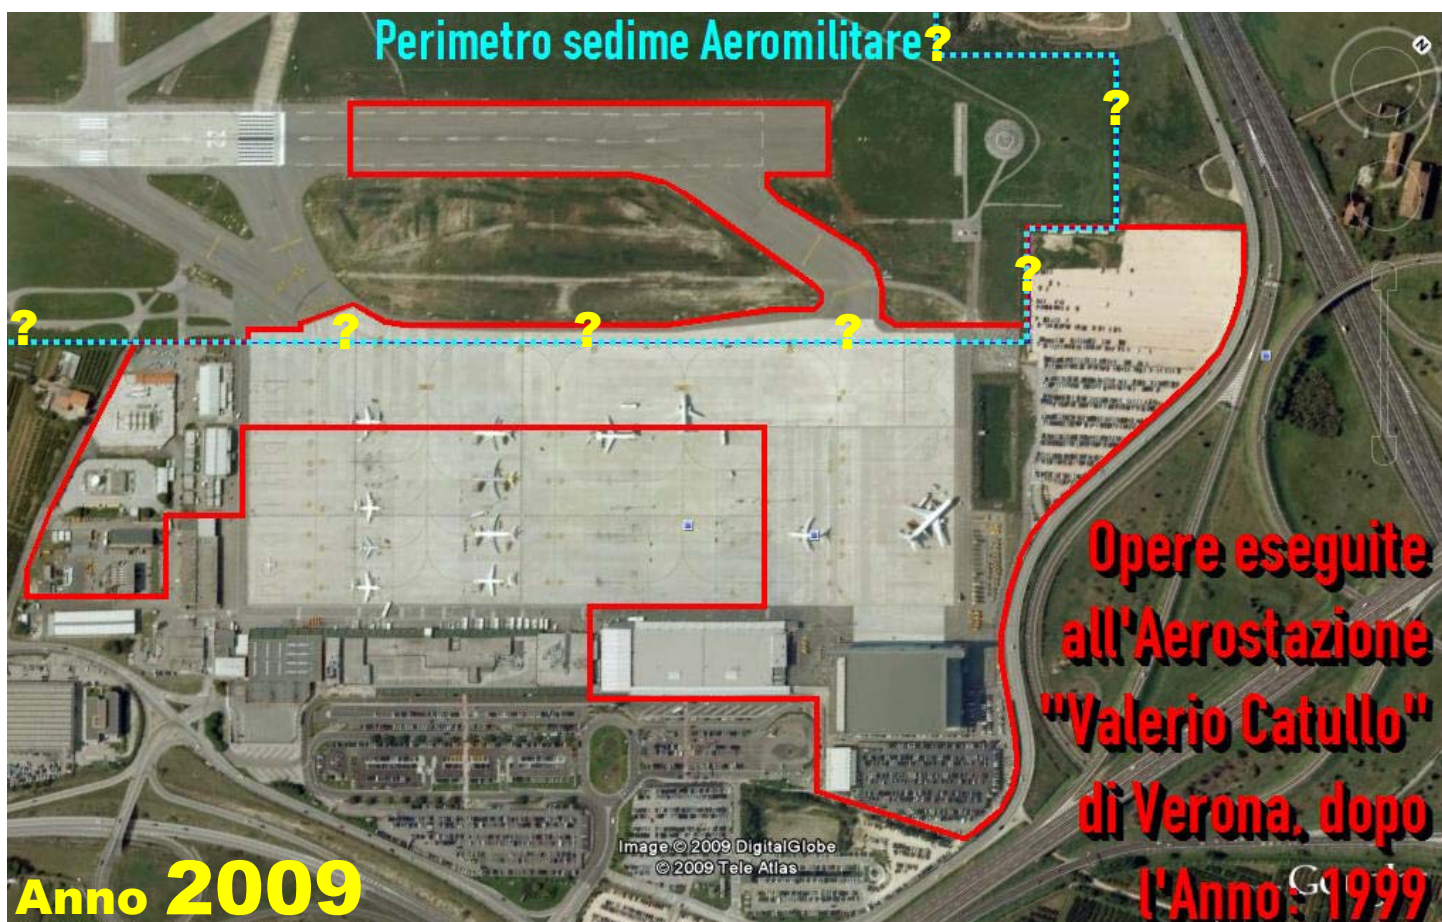 Perimetro sedime Aeromilitare?
?
N
22
?
? ? ? ?
Opere eseguite
all'Aerostazione
"Valerio Catullo"
di Verona, dopo
l'Anno: 1999
Image © 2009 DigitalGlobe
© 2009 Tele Atlas
Anno 2009